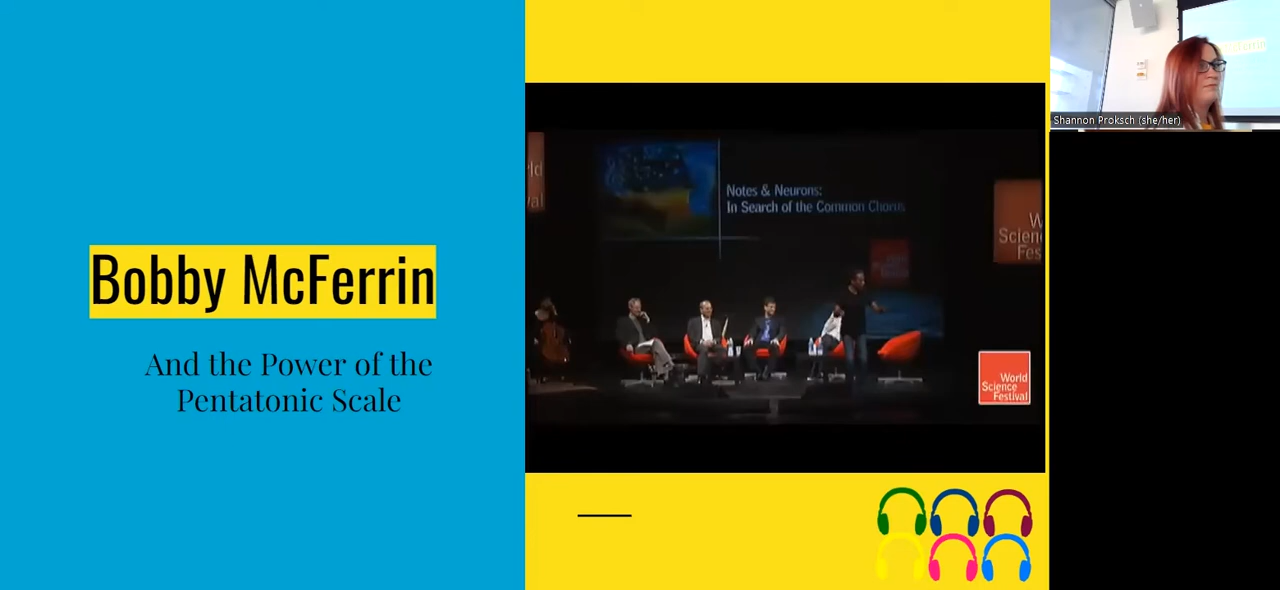 Bobby McFerrin
And the Power of the
Pentatonic Scale
Notes & Neurons:
In Search of the Common Chorus
World
Science
Festival
Shannon Proksch (she/her)